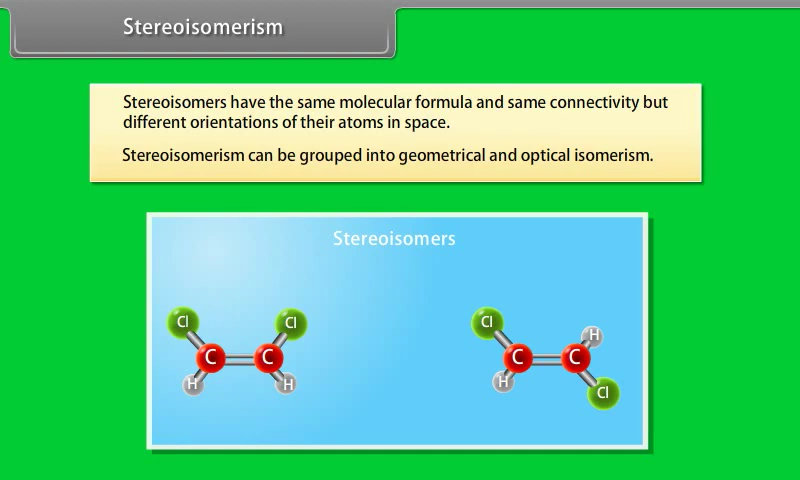 Stereoisomerism
Stereoisomers have the same molecular formula and same connectivity but
different orientations of their atoms in space.
Stereoisomerism can be grouped into geometrical and optical isomerism.
Stereoisomers
Cl Cl
C C
H H
Cl H
C C
H Cl